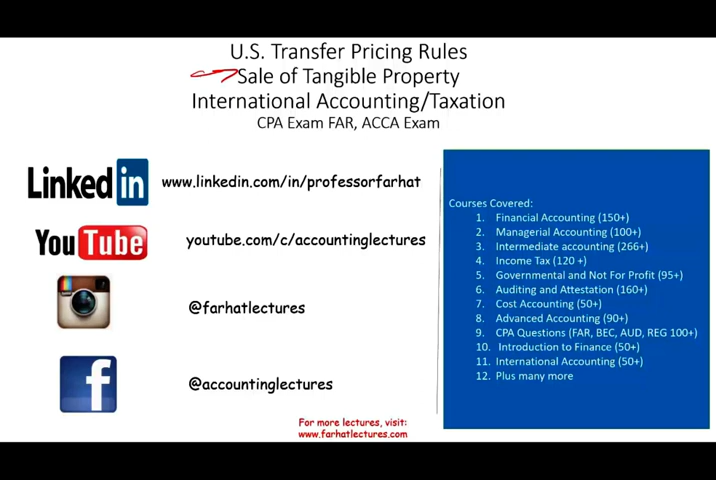 U.S. Transfer Pricing Rules
Sale of Tangible Property
International Accounting/Taxation
CPA Exam FAR, ACCA Exam
Linked in
www.linkedin.com/in/professorfarhat
You Tube
youtube.com/c/accountinglectures
@farhatlectures
f
@accountinglectures
For more lectures, visit:
www.farhatlectures.com
Courses Covered:
1. Financial Accounting (150+)
2. Managerial Accounting (100+)
3. Intermediate accounting (266+)
4. Income Tax (120 +)
5. Governmental and Not For Profit (95+)
6. Auditing and Attestation (160+)
7. Cost Accounting (50+)
8. Advanced Accounting (90+)
9. CPA Questions (FAR, BEC, AUD, REG 100+)
10. Introduction to Finance (50+)
11. International Accounting (50+)
12. Plus many more